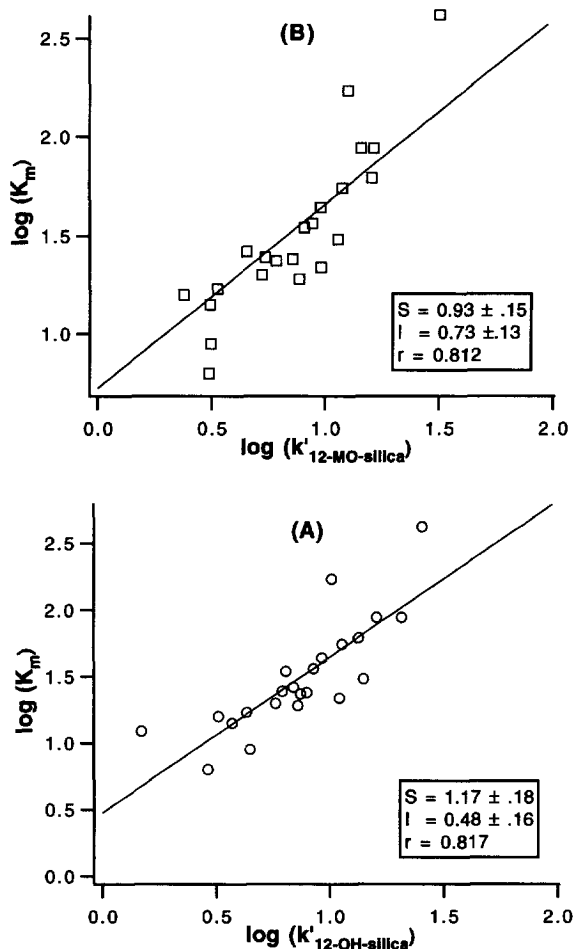 (B)
2.5
2.0
1.5
1.0
log (Km)
S = 0.93 ± .15
I = 0.73 ±.13
r = 0.812
0.0 0.5 1.0 1.5 2.0
log (k'12-MO-silica)
(A)
2.5
2.0
1.5
1.0
0.5
0.0
log (Km)
S = 1.17 ± .18
I = 0.48 ± .16
r = 0.817
0.0 0.5 1.0 1.5 2.0
log (k'12-OH-silica)